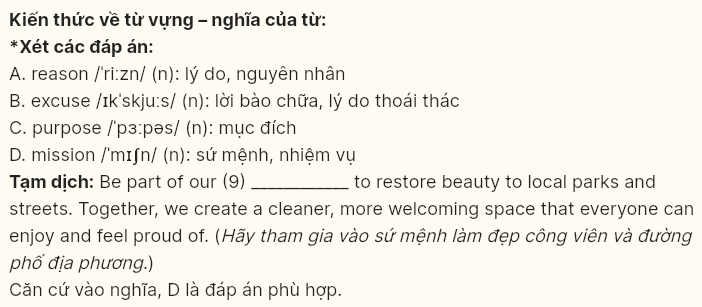 Kiến thức về từ vựng – nghĩa của từ:
*Xét các đáp án:
A. reason /ˈriːzn/ (n): lý do, nguyên nhân
B. excuse /ɪkˈskjuːs/ (n): lời bào chữa, lý do thoái thác
C. purpose /ˈpɜːpəs/ (n): mục đích
D. mission /ˈmɪʃn/ (n): sứ mệnh, nhiệm vụ
Tạm dịch: Be part of our (9) ____________ to restore beauty to local parks and
streets. Together, we create a cleaner, more welcoming space that everyone can
enjoy and feel proud of. (Hãy tham gia vào sứ mệnh làm đẹp công viên và đường
phố địa phương.)
Căn cứ vào nghĩa, D là đáp án phù hợp.